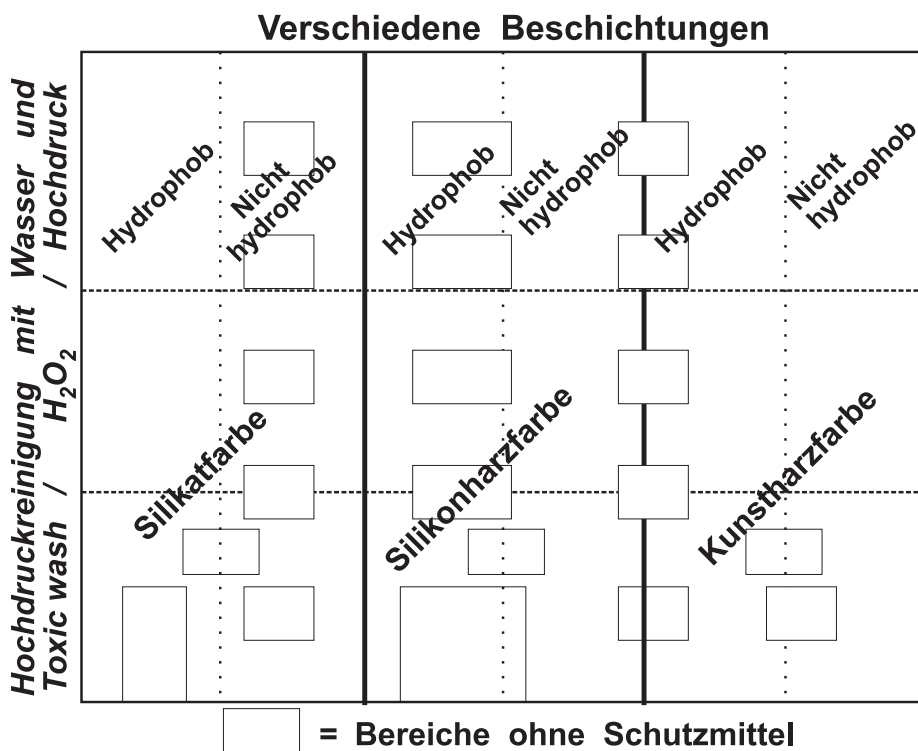 Verschiedene Beschichtungen
Hochdruckreinigung mit Wasser und
Toxic wash / H₂O₂ / Hochdruck
Hydrophob
Nicht
hydrophob
Hydrophob
Nicht
hydrophob
Hydrophob
Nicht
hydrophob
Silikatfarbe
Silikonharzfarbe
Kunstharzfarbe
= Bereiche ohne Schutzmittel